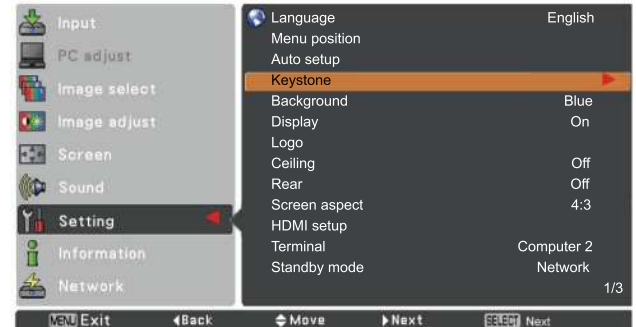 Input
PC adjust
Image select
Image adjust
Screen
Sound
Setting
Information
Network
Language English
Menu position
Auto setup
Keystone
Background Blue
Display On
Logo
Ceiling Off
Rear Off
Screen aspect 4:3
HDMI setup
Terminal Computer 2
Standby mode Network
1/3
MENU Exit Back Move Next SELECT Next